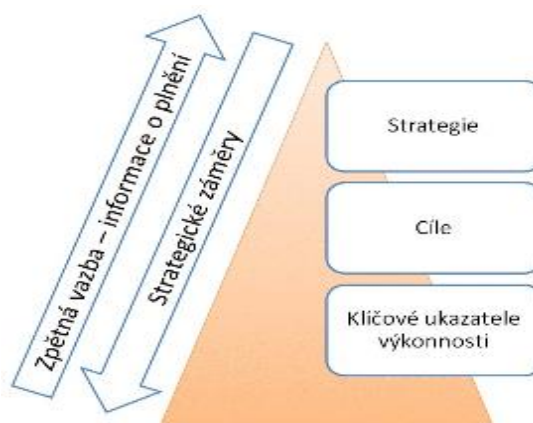 Zpětná vazba – informace o plnění
Strategické záměry
Strategie
Cíle
Klíčové ukazatele
výkonnosti